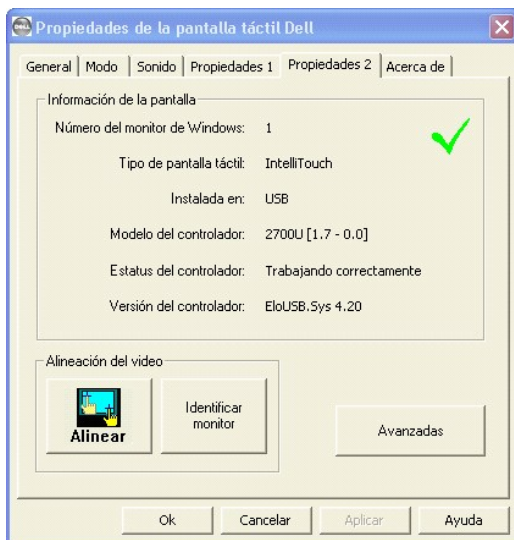 DELL Propiedades de la pantalla táctil Dell
General Modo Sonido Propiedades 1 Propiedades 2 Acerca de
Información de la pantalla
Número del monitor de Windows: 1
Tipo de pantalla táctil: IntelliTouch
Instalada en: USB
Modelo del controlador: 2700U [1.7 - 0.0]
Estatus del controlador: Trabajando correctamente
Versión del controlador: EloUSB.Sys 4.20
Alineación del video
Alinear
Identificar
monitor
Avanzadas
Ok Cancelar Aplicar Ayuda